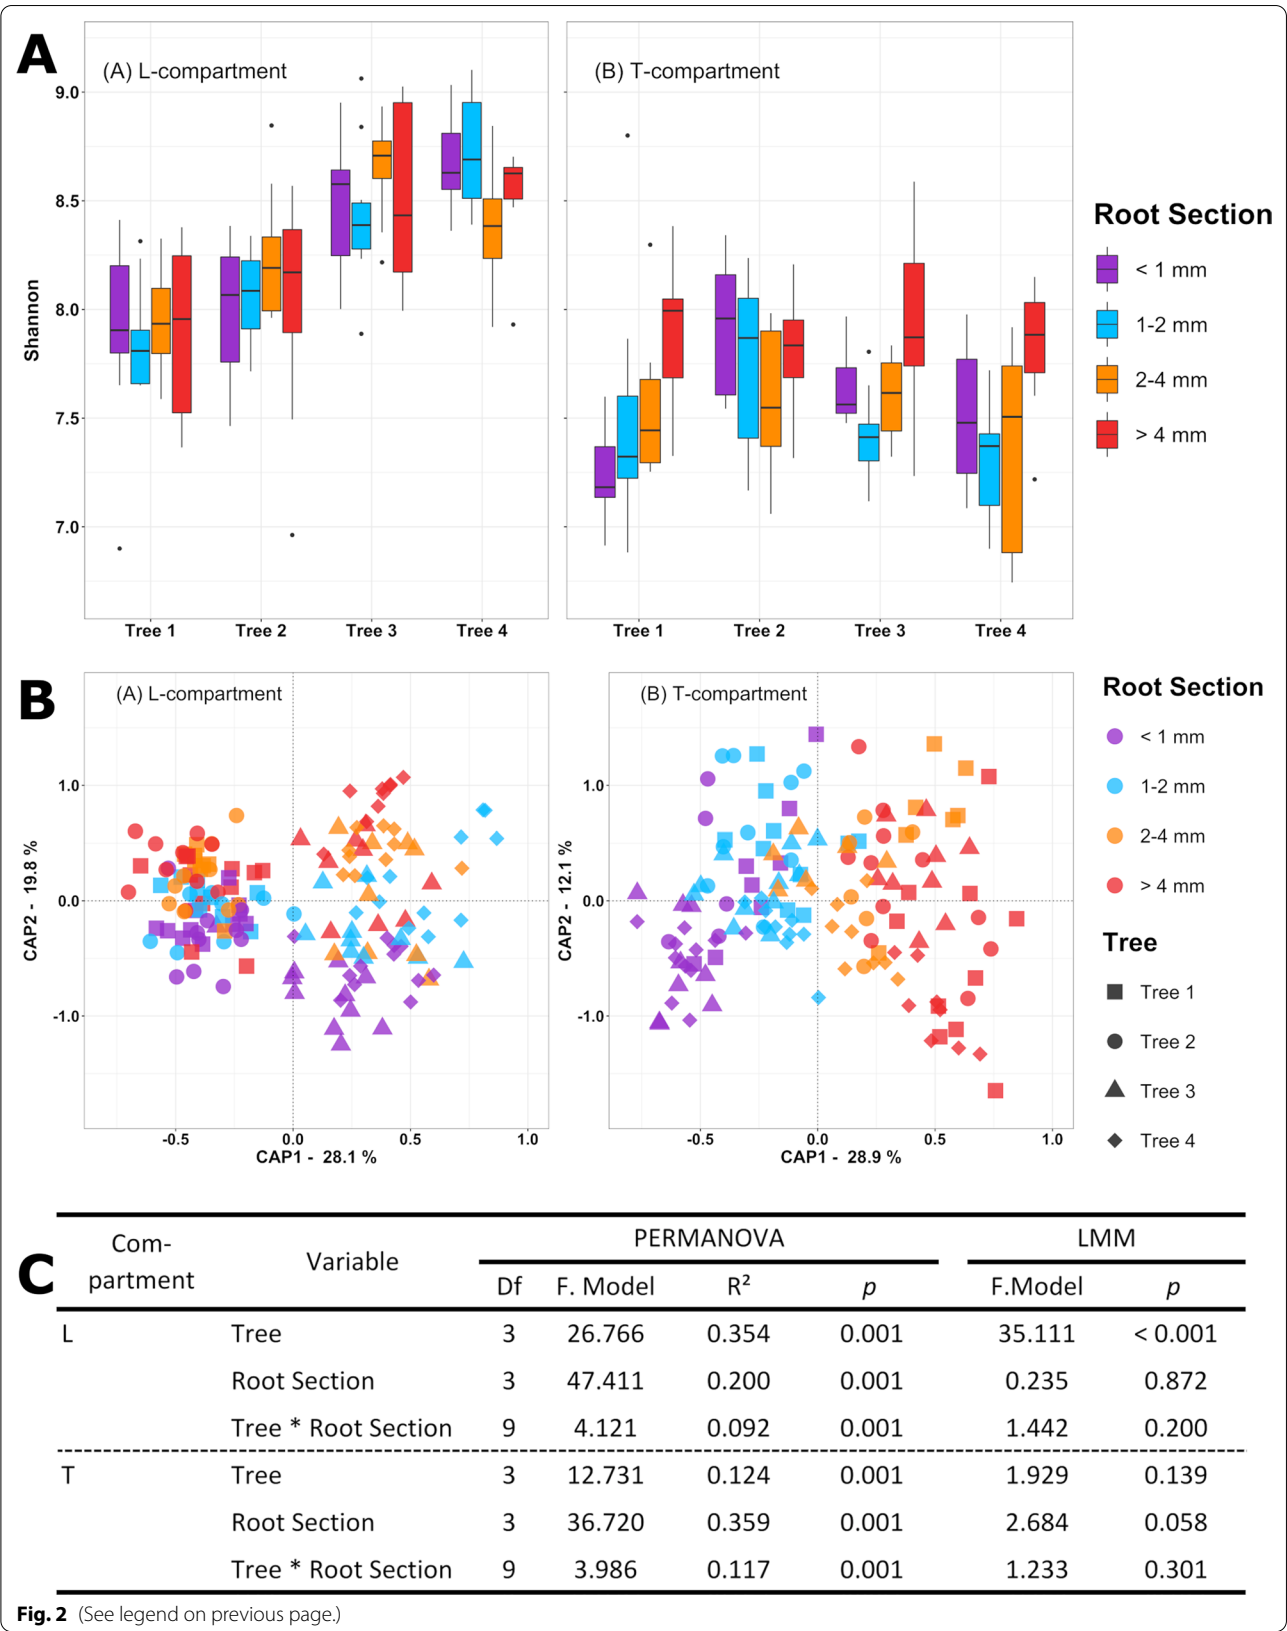 A
(A) L-compartment
(B) T-compartment
9.0
8.5
8.0
7.5
7.0
Shannon
Tree 1 Tree 2 Tree 3 Tree 4
Tree 1 Tree 2 Tree 3 Tree 4
Root Section
< 1 mm
1-2 mm
2-4 mm
> 4 mm
B
(A) L-compartment
1.0
0.0
-1.0
CAP2 - 19.8 %
-0.5 0.0 0.5 1.0
CAP1 - 28.1 %
(B) T-compartment
1.0
0.0
-1.0
CAP2 - 12.1 %
-0.5 0.0 0.5 1.0
CAP1 - 28.9 %
Root Section
< 1 mm
1-2 mm
2-4 mm
> 4 mm
Tree
Tree 1
Tree 2
Tree 3
Tree 4
C
Com-
partment Variable PERMANOVA LMM
Df F. Model R² p F.Model p
L Tree 3 26.766 0.354 0.001 35.111 < 0.001
Root Section 3 47.411 0.200 0.001 0.235 0.872
Tree * Root Section 9 4.121 0.092 0.001 1.442 0.200
T Tree 3 12.731 0.124 0.001 1.929 0.139
Root Section 3 36.720 0.359 0.001 2.684 0.058
Tree * Root Section 9 3.986 0.117 0.001 1.233 0.301
Fig. 2 (See legend on previous page.)